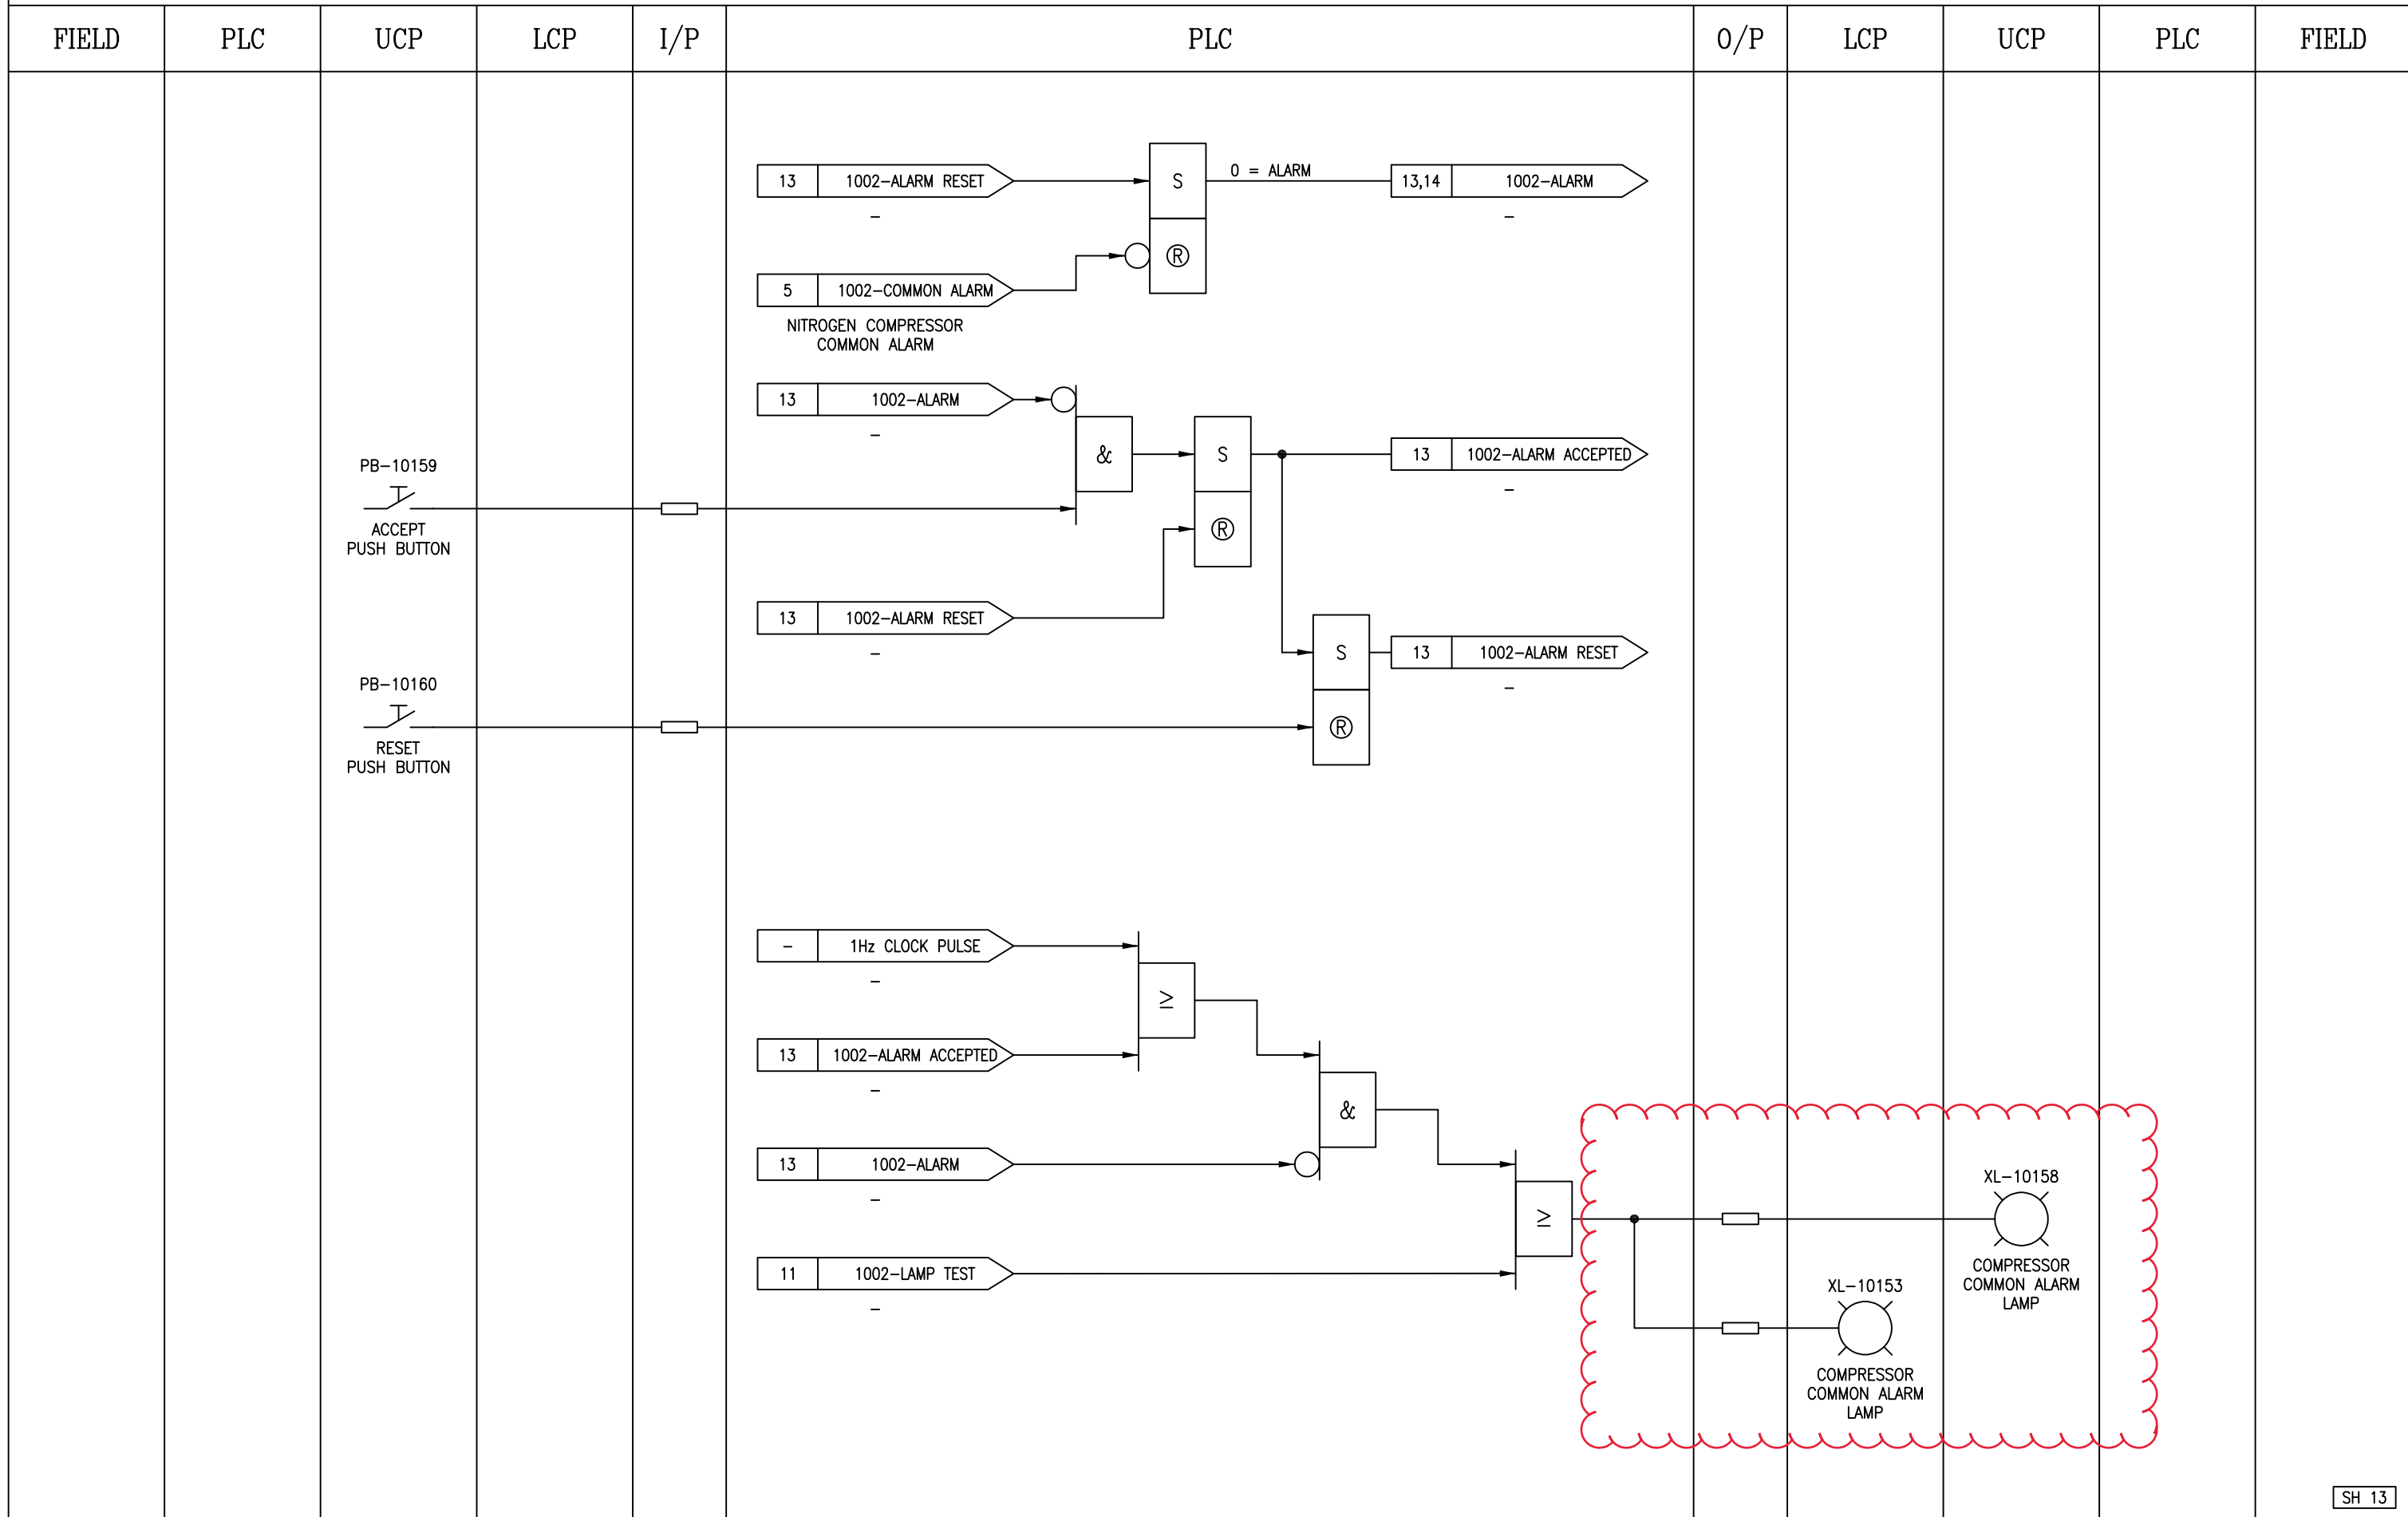 FIELD
PLC
UCP
LCP
I/P
PLC
O/P
LCP
UCP
PLC
FIELD
13 1002-ALARM RESET
-
S
Ⓡ
0 = ALARM
13,14 1002-ALARM
-
5 1002-COMMON ALARM
NITROGEN COMPRESSOR
COMMON ALARM
13 1002-ALARM
-
&
S
Ⓡ
13 1002-ALARM ACCEPTED
-
PB-10159
ACCEPT
PUSH BUTTON
13 1002-ALARM RESET
-
S
Ⓡ
13 1002-ALARM RESET
-
PB-10160
RESET
PUSH BUTTON
- 1Hz CLOCK PULSE
-
≥
13 1002-ALARM ACCEPTED
-
&
13 1002-ALARM
-
≥
11 1002-LAMP TEST
-
XL-10158
COMPRESSOR
COMMON ALARM
LAMP
XL-10153
COMPRESSOR
COMMON ALARM
LAMP
SH 13